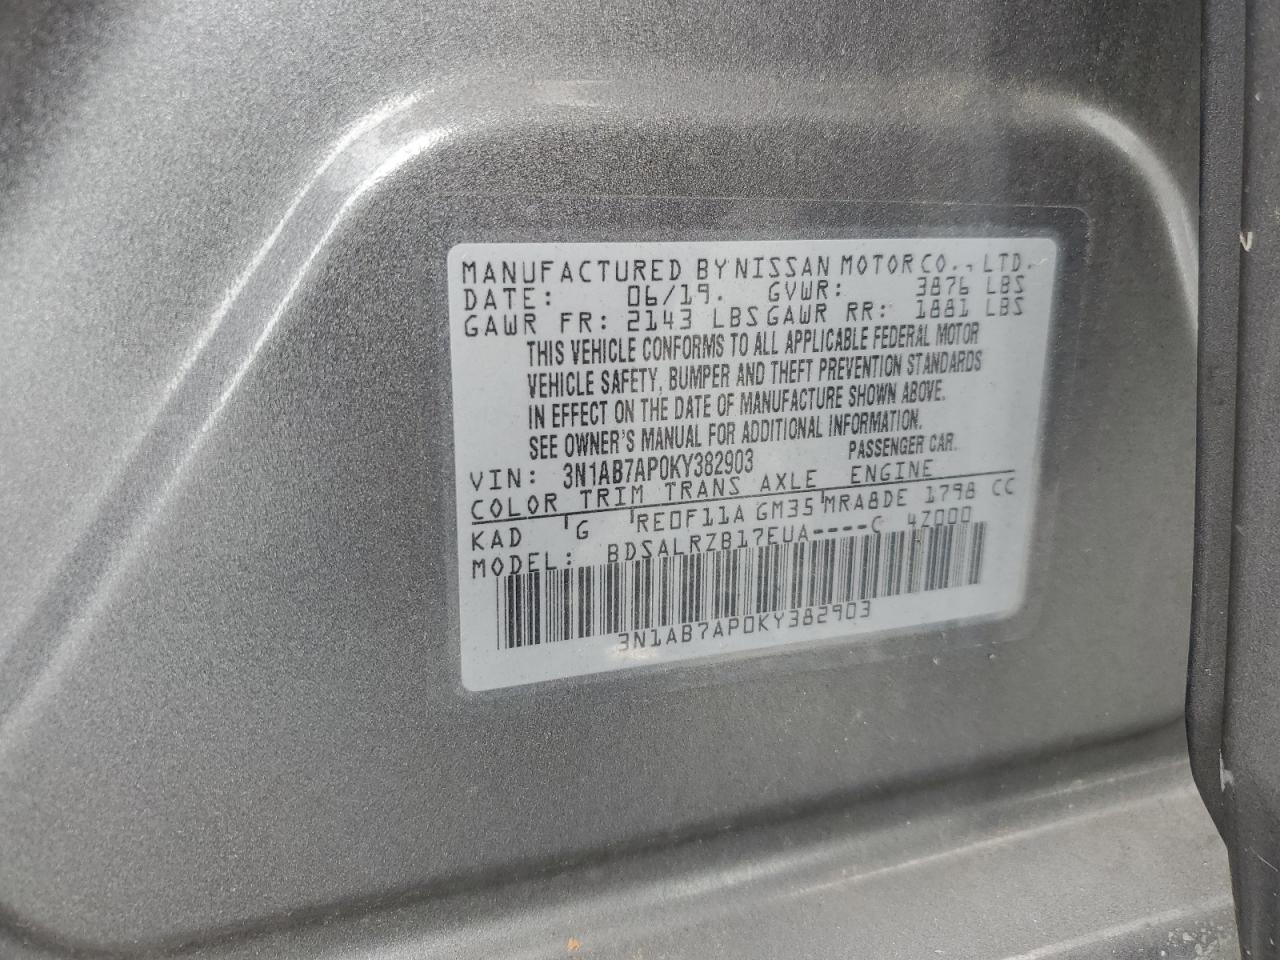 MANUFACTURED BY NISSAN MOTOR CO., LTD.
DATE: 06/19. GVWR: 3876 LBS
GAWR FR: 2143 LBS GAWR RR: 1881 LBS
THIS VEHICLE CONFORMS TO ALL APPLICABLE FEDERAL MOTOR
VEHICLE SAFETY, BUMPER AND THEFT PREVENTION STANDARDS
IN EFFECT ON THE DATE OF MANUFACTURE SHOWN ABOVE.
SEE OWNER'S MANUAL FOR ADDITIONAL INFORMATION.
VIN: 3N1AB7AP0KY382903 PASSENGER CAR.
COLOR TRIM TRANS AXLE ENGINE
KAD G RE0F11A GM35 MRA8DE 1798 CC
MODEL: BDSALRZB17EUA----C 4Z000
3N1AB7AP0KY382903